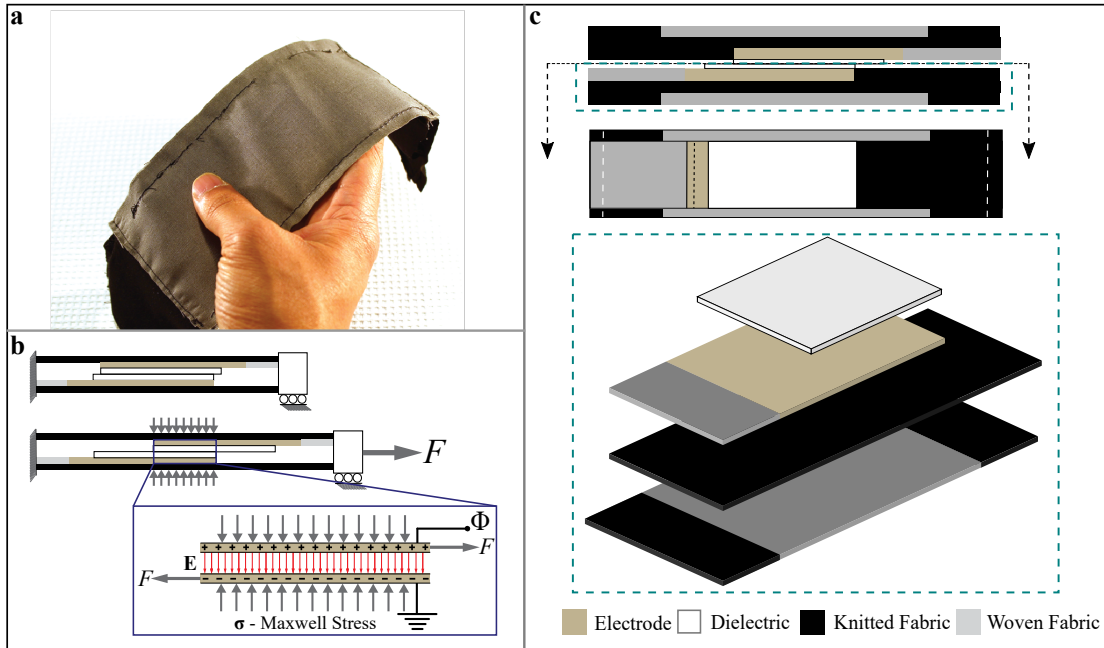 a
b
F
Φ
E
F
F
σ - Maxwell Stress
c
Electrode
Dielectric
Knitted Fabric
Woven Fabric